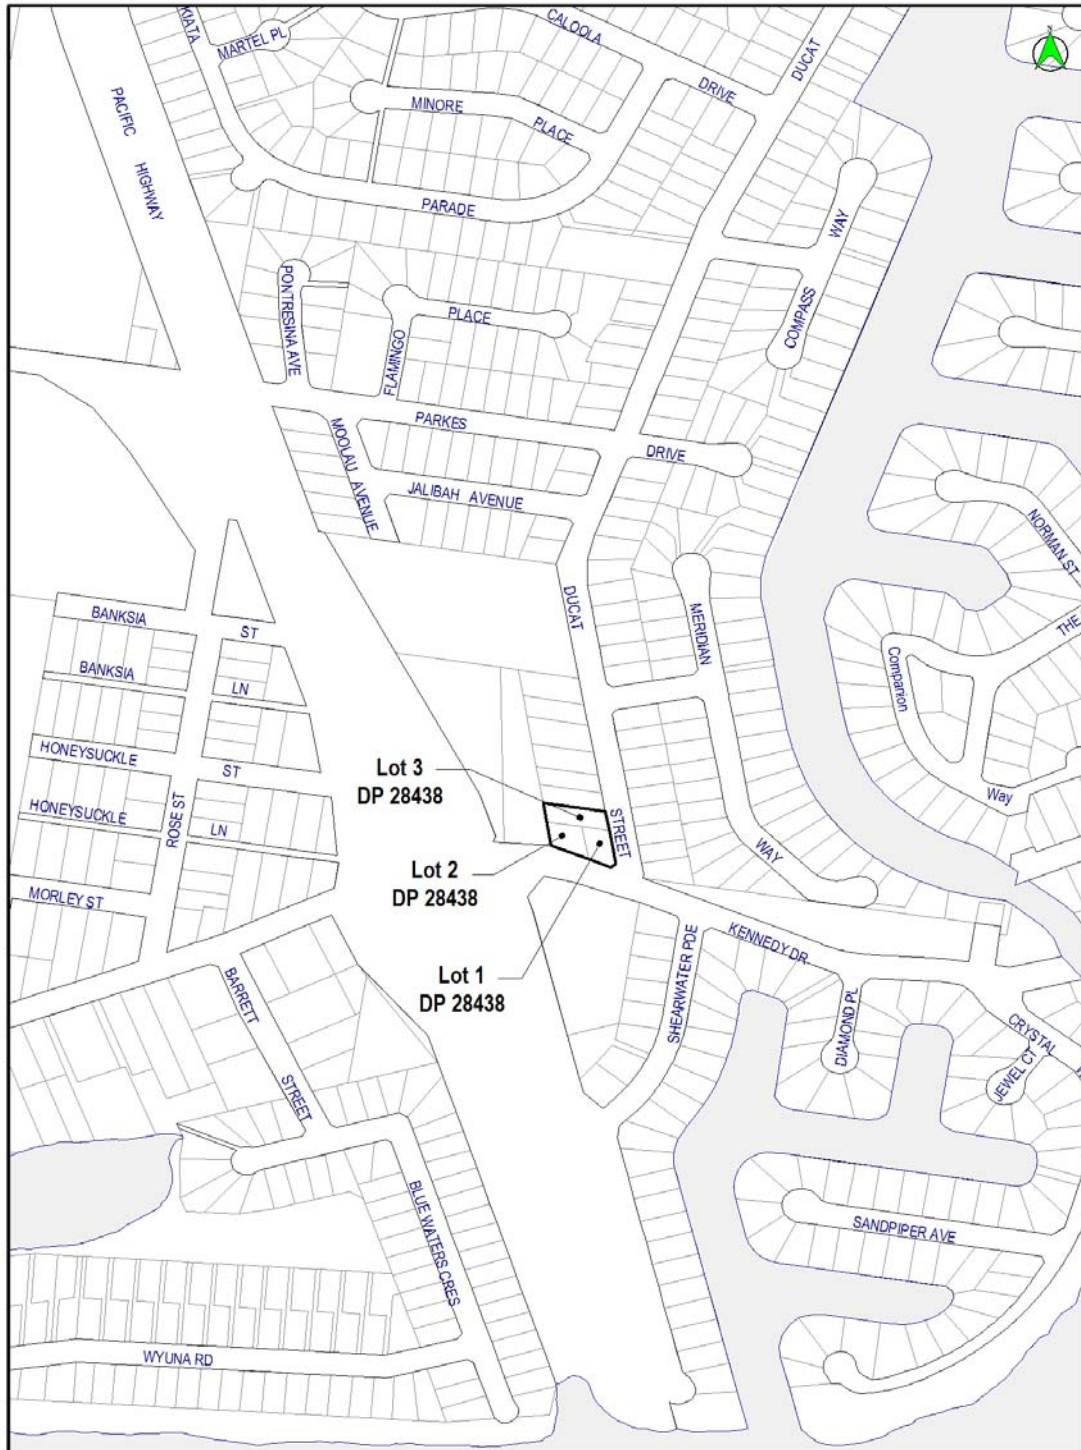 KIATA
MARTEL PL
CALOOLA
DRIVE
DUCAT
N
PACIFIC
HIGHWAY
MINORE
PLACE
PARADE
WAY
COMPASS
PONTRESINA AVE
FLAMINGO
PLACE
PARKES
DRIVE
MOOLAU AVENUE
JALIBAH AVENUE
NORMAN ST
THE
DUCAT
MERIDIAN
Companion
Way
BANKSIA
ST
BANKSIA
LN
HONEYSUCKLE
ST
HONEYSUCKLE
LN
ROSE ST
MORLEY ST
Lot 3
DP 28438
Lot 2
DP 28438
Lot 1
DP 28438
STREET
WAY
KENNEDY DR
SHEARWATER PDE
DIAMOND PL
CRYSTAL
JEWEL CT
BARRETT
STREET
BLUE WATERS CRES
SANDPIPER AVE
WYUNA RD